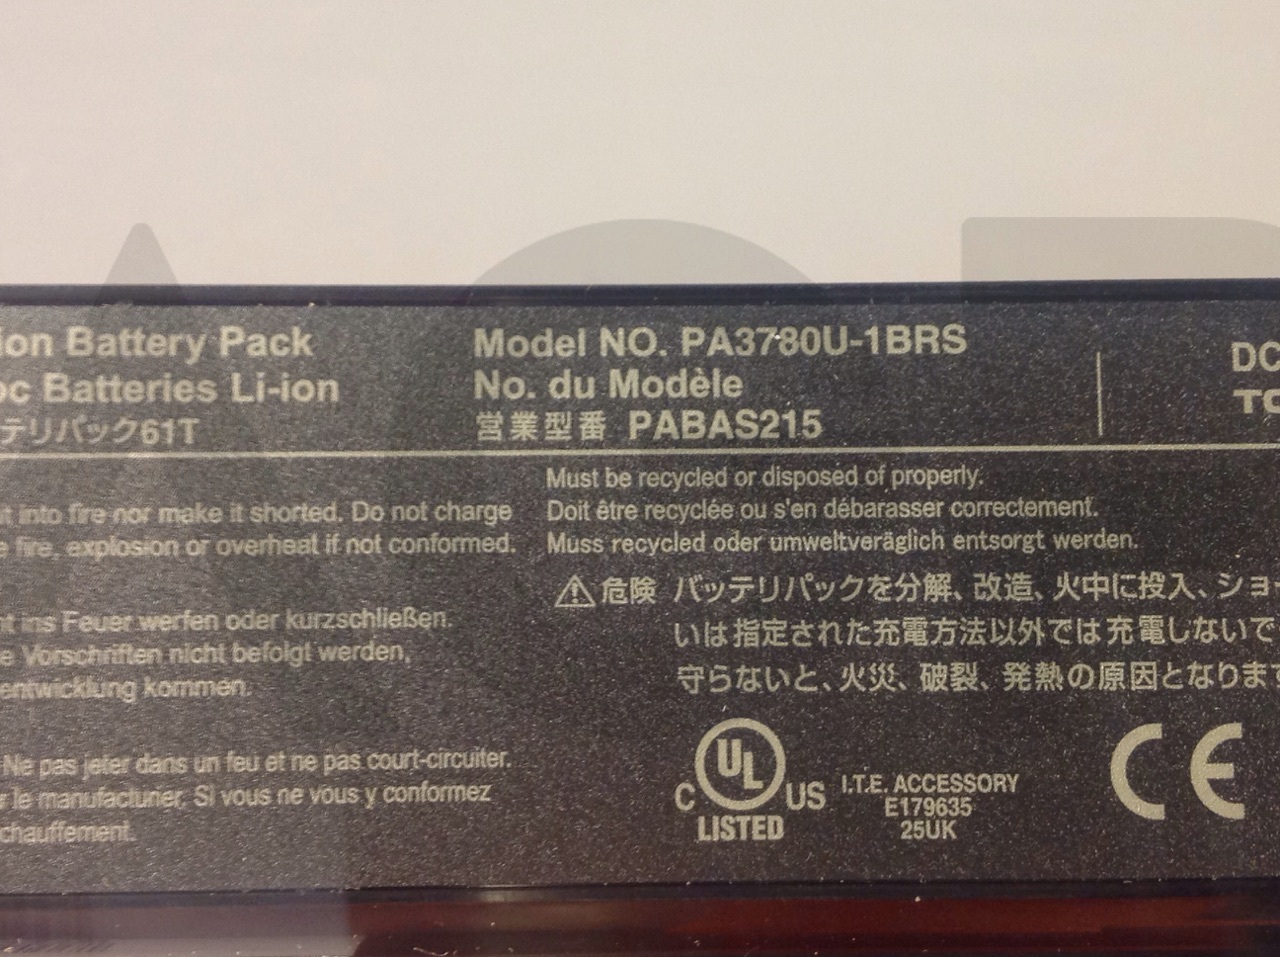 ion Battery Pack
oc Batteries Li-ion
テリパック61T
Model NO. PA3780U-1BRS
No. du Modèle
営業型番 PABAS215
DC
TO
t into fire nor make it shorted. Do not charge
e fire, explosion or overheat if not conformed.
t ins Feuer werfen oder kurzschließen.
e Vorschriften nicht befolgt werden,
entwicklung kommen.
Ne pas jeter dans un feu et ne pas court-circuiter.
r le manufacturier. Si vous ne vous y conformez
chauffement.
Must be recycled or disposed of properly.
Doit être recyclée ou s'en débarasser correctement.
Muss recycled oder umweltveräglich entsorgt werden.
⚠危険 バッテリパックを分解、改造、火中に投入、ショ
いは指定された充電方法以外では充電しないで
守らないと、火災、破裂、発熱の原因となります
C UL US
LISTED
I.T.E. ACCESSORY
E179635
25UK
CE